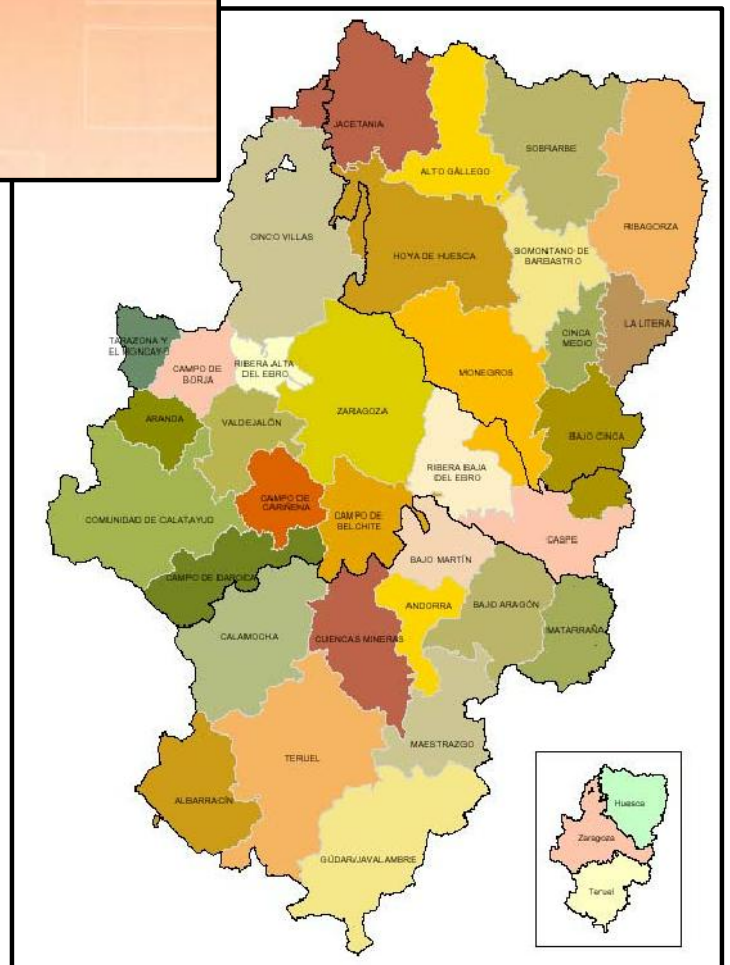 JACETANIA
ALTO GÁLLEGO
SOBRARBE
RIBAGORZA
CINCO VILLAS
HOYA DE HUESCA
SOMONTANO DE
BARBASTRO
TARAZONA Y
EL MONCAYO
CAMPO DE
BORJA
RIBERA ALTA
DEL EBRO
ZARAGOZA
MONEGROS
CINCA
MEDIO
LA LITERA
ARANDA
VALDEJALÓN
BAJO CINCA
RIBERA BAJA
DEL EBRO
COMUNIDAD DE CALATAYUD
CAMPO DE
CARIÑENA
CAMPO DE
BELCHITE
CASPE
BAJO MARTÍN
CAMPO DE DAROCA
ANDORRA
BAJO ARAGÓN
MATARRAÑA
CALAMOCHA
CUENCAS MINERAS
MAESTRAZGO
TERUEL
ALBARRACÍN
GÚDAR/JAVALAMBRE
Huesca
Zaragoza
Teruel